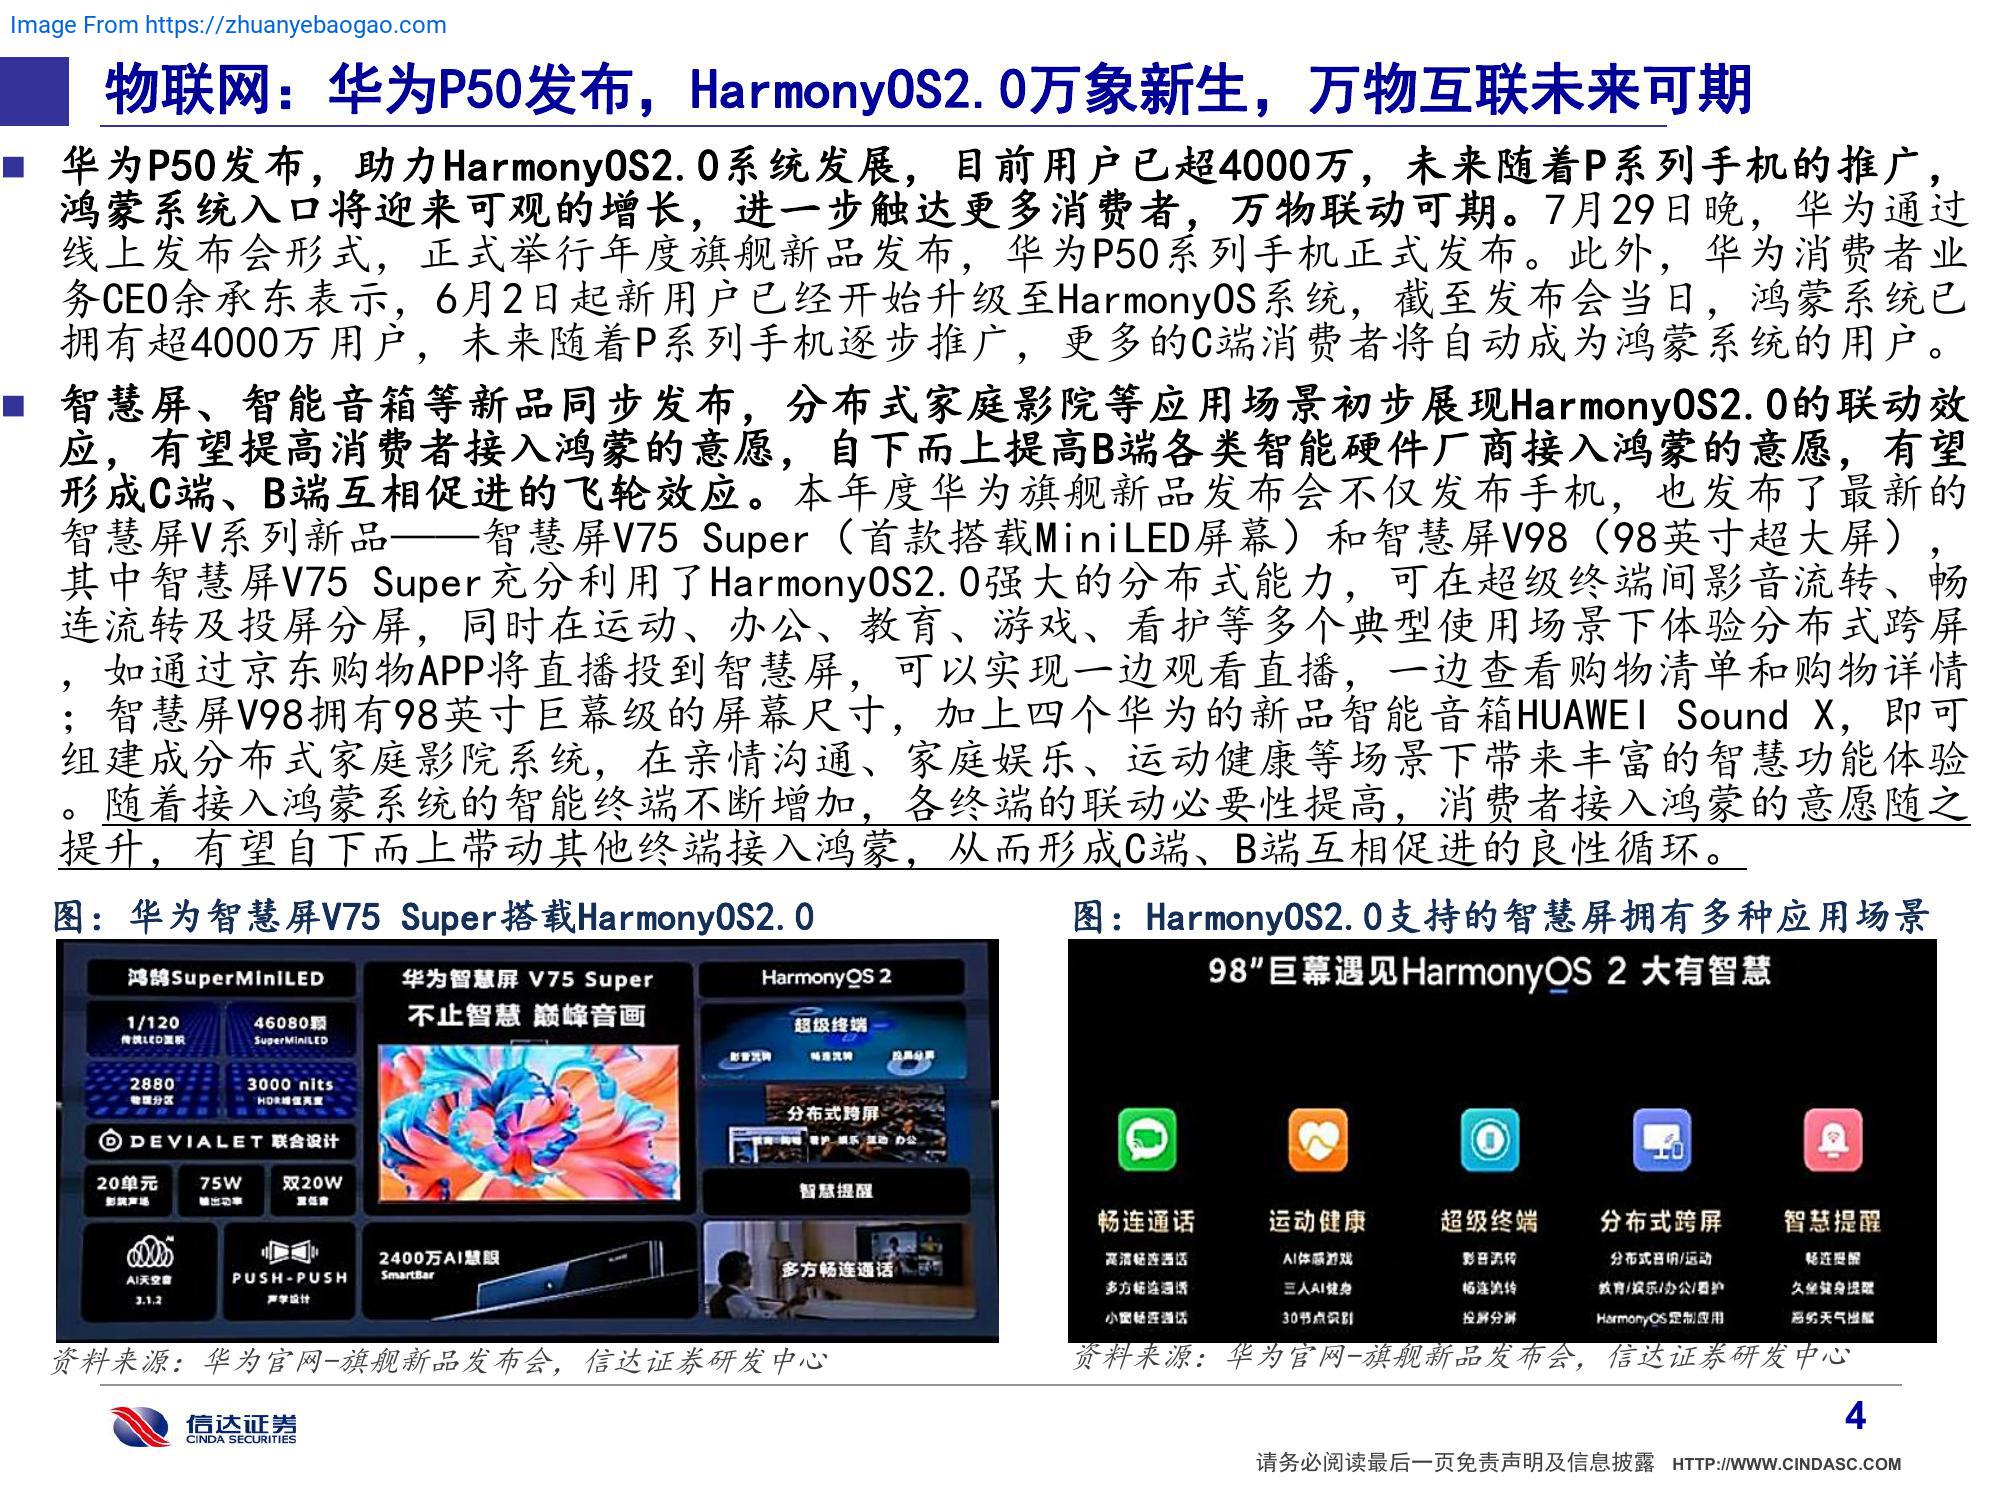 Image From https://zhuanyebaogao.com
物联网：华为P50发布，HarmonyOS2.0万象新生，万物互联未来可期
■ 华为P50发布，助力HarmonyOS2.0系统发展，目前用户已超4000万，未来随着P系列手机的推广，
鸿蒙系统入口将迎来可观的增长，进一步触达更多消费者，万物联动可期。7月29日晚，华为通过
线上发布会形式，正式举行年度旗舰新品发布，华为P50系列手机正式发布。此外，华为消费者业
务CEO余承东表示，6月2日起新用户已经开始升级至HarmonyOS系统，截至发布会当日，鸿蒙系统已
拥有超4000万用户，未来随着P系列手机逐步推广，更多的C端消费者将自动成为鸿蒙系统的用户。
■ 智慧屏、智能音箱等新品同步发布，分布式家庭影院等应用场景初步展现HarmonyOS2.0的联动效
应，有望提高消费者接入鸿蒙的意愿，自下而上提高B端各类智能硬件厂商接入鸿蒙的意愿，有望
形成C端、B端互相促进的飞轮效应。本年度华为旗舰新品发布会不仅发布手机，也发布了最新的
智慧屏V系列新品——智慧屏V75 Super（首款搭载MiniLED屏幕）和智慧屏V98（98英寸超大屏），
其中智慧屏V75 Super充分利用了HarmonyOS2.0强大的分布式能力，可在超级终端间影音流转、畅
连流转及投屏分屏，同时在运动、办公、教育、游戏、看护等多个典型使用场景下体验分布式跨屏
，如通过京东购物APP将直播投到智慧屏，可以实现一边观看直播，一边查看购物清单和购物详情
；智慧屏V98拥有98英寸巨幕级的屏幕尺寸，加上四个华为的新品智能音箱HUAWEI Sound X，即可
组建成分布式家庭影院系统，在亲情沟通、家庭娱乐、运动健康等场景下带来丰富的智慧功能体验
。随着接入鸿蒙系统的智能终端不断增加，各终端的联动必要性提高，消费者接入鸿蒙的意愿随之
提升，有望自下而上带动其他终端接入鸿蒙，从而形成C端、B端互相促进的良性循环。
图：华为智慧屏V75 Super搭载HarmonyOS2.0
鸿鹄SuperMiniLED
1/120
传统LED面积
46080颗
SuperMiniLED
2880
物理分区
3000 nits
HDR峰值亮度
DEVIALET 联合设计
20单元
影院声场
75W
输出功率
双20W
重低音
AI天空音
3.1.2
PUSH-PUSH
声学设计
华为智慧屏 V75 Super
不止智慧 巅峰音画
2400万AI慧眼
SmartBar
HarmonyOS 2
超级终端
影音流转 畅连流转 投屏分屏
分布式跨屏
教育 购物 看护 娱乐 运动 办公
智慧提醒
多方畅连通话
资料来源：华为官网-旗舰新品发布会，信达证券研发中心
图：HarmonyOS2.0支持的智慧屏拥有多种应用场景
98”巨幕遇见HarmonyOS 2 大有智慧
畅连通话 运动健康 超级终端 分布式跨屏 智慧提醒
高清畅连通话 AI体感游戏 影音流转 分布式音响/运动 畅连提醒
多方畅连通话 三人AI健身 畅连流转 教育/娱乐/办公/看护 久坐健身提醒
小窗畅连通话 30节点识别 投屏分屏 HarmonyOS定制应用 恶劣天气提醒
资料来源：华为官网-旗舰新品发布会，信达证券研发中心
信达证券
CINDA SECURITIES
4
请务必阅读最后一页免责声明及信息披露 HTTP://WWW.CINDASC.COM